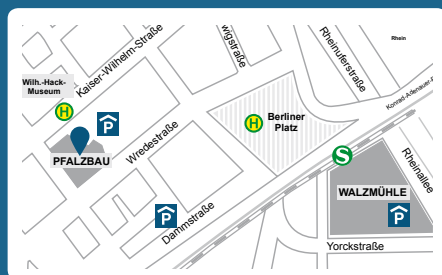 Kaiser-Wilhelm-Straße
wigstraße
Rheinuferstraße
Rhein
Wilh.-Hack-
Museum
H
P
PFALZBAU
Wredestraße
H
Berliner
Platz
Konrad-Adenauer-
S
Rheinallee
WALZMÜHLE
P
P
Dammstraße
Yorckstraße